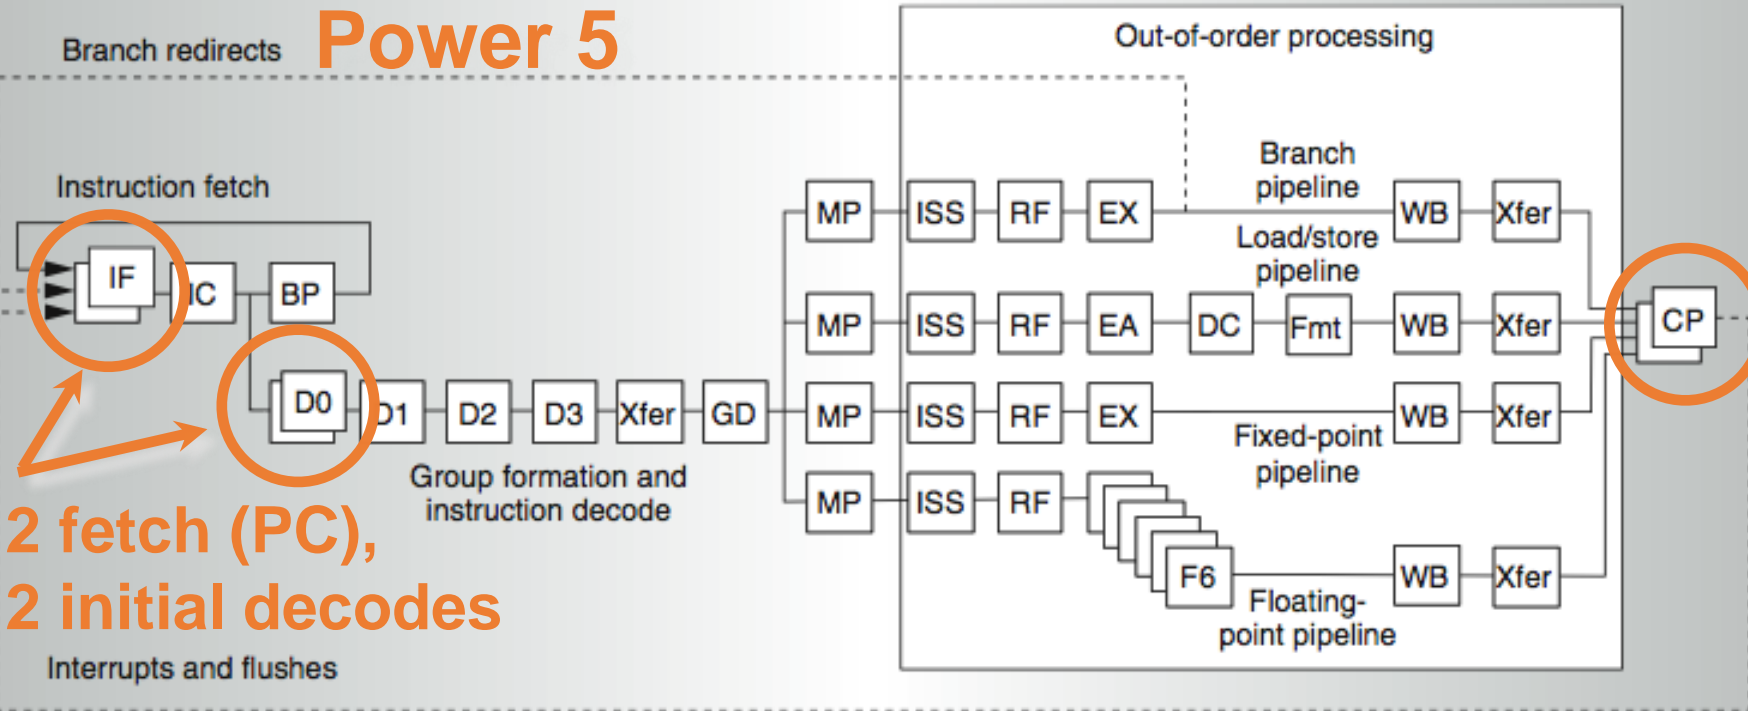 Power 5
Branch redirects
Out-of-order processing
Instruction fetch
IF
IC
BP
D0
D1
D2
D3
Xfer
GD
Group formation and
instruction decode
MP
ISS
RF
EX
Branch
pipeline
WB
Xfer
MP
ISS
RF
EA
Load/store
pipeline
DC
Fmt
WB
Xfer
MP
ISS
RF
EX
Fixed-point
pipeline
WB
Xfer
MP
ISS
RF
F6
Floating-
point pipeline
WB
Xfer
CP
2 fetch (PC),
2 initial decodes
Interrupts and flushes